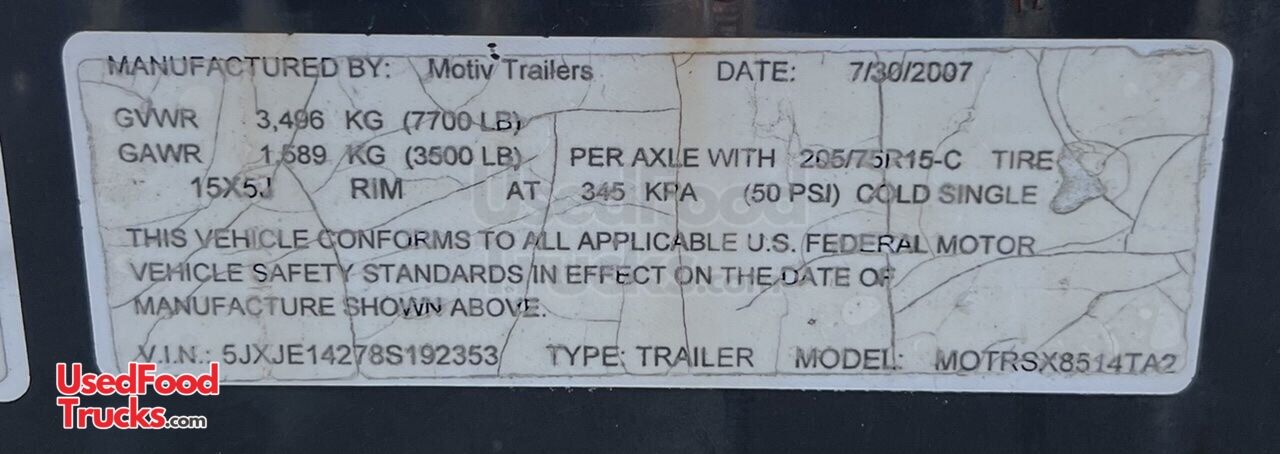 MANUFACTURED BY: Motiv Trailers DATE: 7/30/2007
GVWR 3,496 KG (7700 LB)
GAWR 1,589 KG (3500 LB) PER AXLE WITH 205/75R15-C TIRE
15X5J RIM AT 345 KPA (50 PSI) COLD SINGLE
THIS VEHICLE CONFORMS TO ALL APPLICABLE U.S. FEDERAL MOTOR
VEHICLE SAFETY STANDARDS IN EFFECT ON THE DATE OF
MANUFACTURE SHOWN ABOVE.
V.I.N.: 5JXJE14278S192353 TYPE: TRAILER MODEL: MOTRSX8514TA2
UsedFood
Trucks.com
UsedFood
Trucks.com